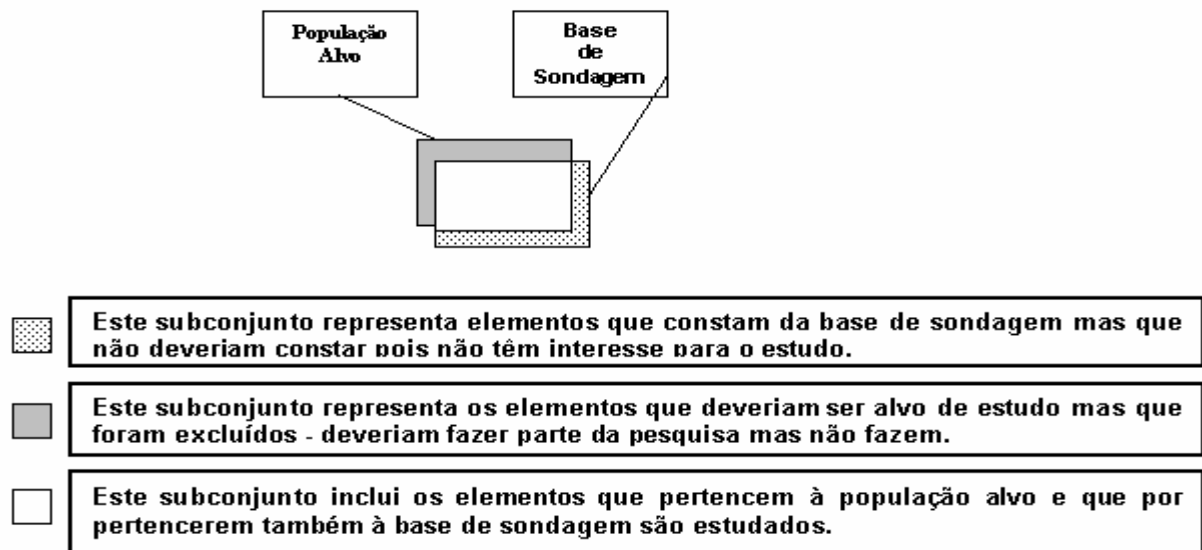 População
Alvo
Base
de
Sondagem
Este subconjunto representa elementos que constam da base de sondagem mas que
não deveriam constar pois não têm interesse para o estudo.
Este subconjunto representa os elementos que deveriam ser alvo de estudo mas que
foram excluídos - deveriam fazer parte da pesquisa mas não fazem.
Este subconjunto inclui os elementos que pertencem à população alvo e que por
pertencerem também à base de sondagem são estudados.